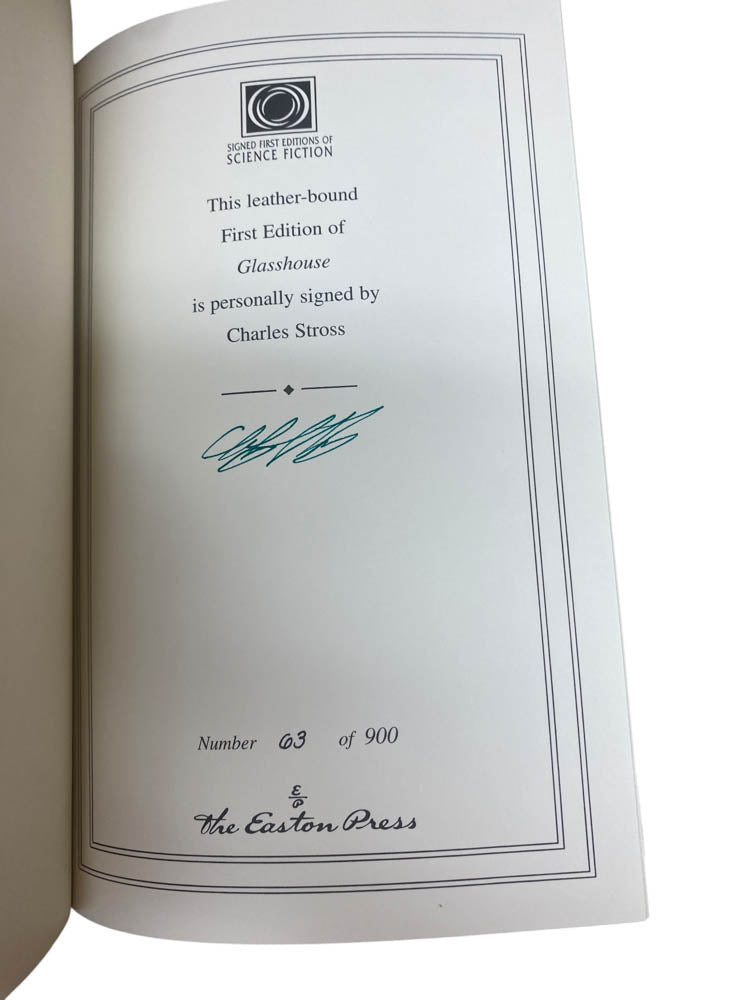 SIGNED FIRST EDITIONS OF
SCIENCE FICTION
This leather-bound
First Edition of
Glasshouse
is personally signed by
Charles Stross
Number 63 of 900
E
P
The Easton Press